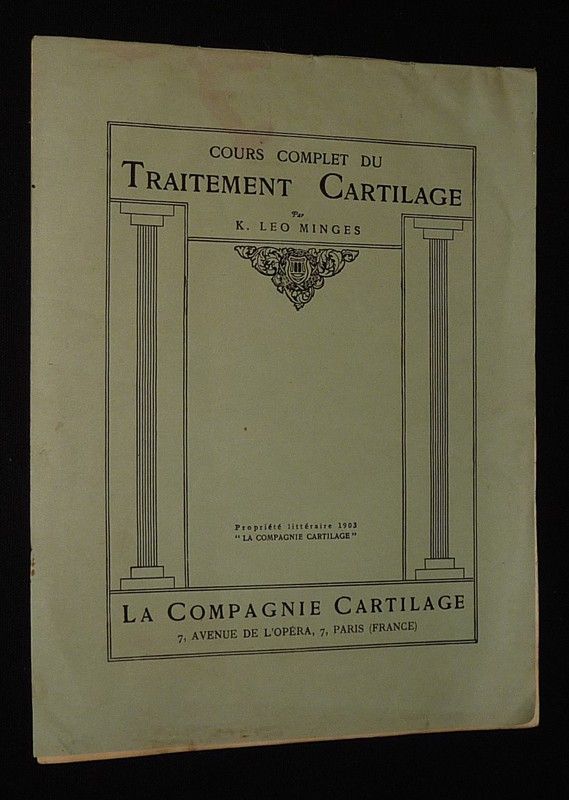 COURS COMPLET DU
TRAITEMENT CARTILAGE
Par
K. LEO MINGES
Propriété littéraire 1903
"LA COMPAGNIE CARTILAGE"
LA COMPAGNIE CARTILAGE
7, AVENUE DE L'OPÉRA, 7, PARIS (FRANCE)